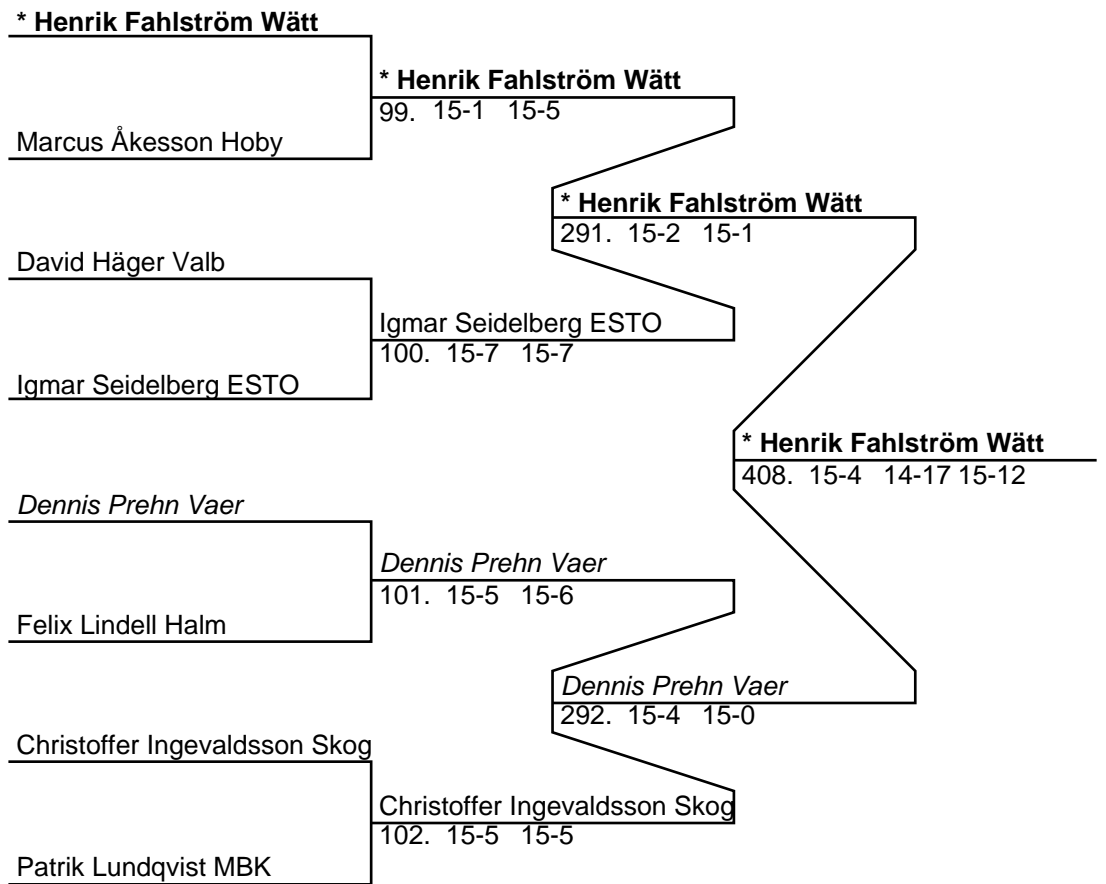 * Henrik Fahlström Wätt
* Henrik Fahlström Wätt
99. 15-1 15-5
Marcus Åkesson Hoby
* Henrik Fahlström Wätt
291. 15-2 15-1
David Häger Valb
Igmar Seidelberg ESTO
100. 15-7 15-7
Igmar Seidelberg ESTO
* Henrik Fahlström Wätt
408. 15-4 14-17 15-12
Dennis Prehn Vaer
Dennis Prehn Vaer
101. 15-5 15-6
Felix Lindell Halm
Dennis Prehn Vaer
292. 15-4 15-0
Christoffer Ingevaldsson Skog
Christoffer Ingevaldsson Skog
102. 15-5 15-5
Patrik Lundqvist MBK